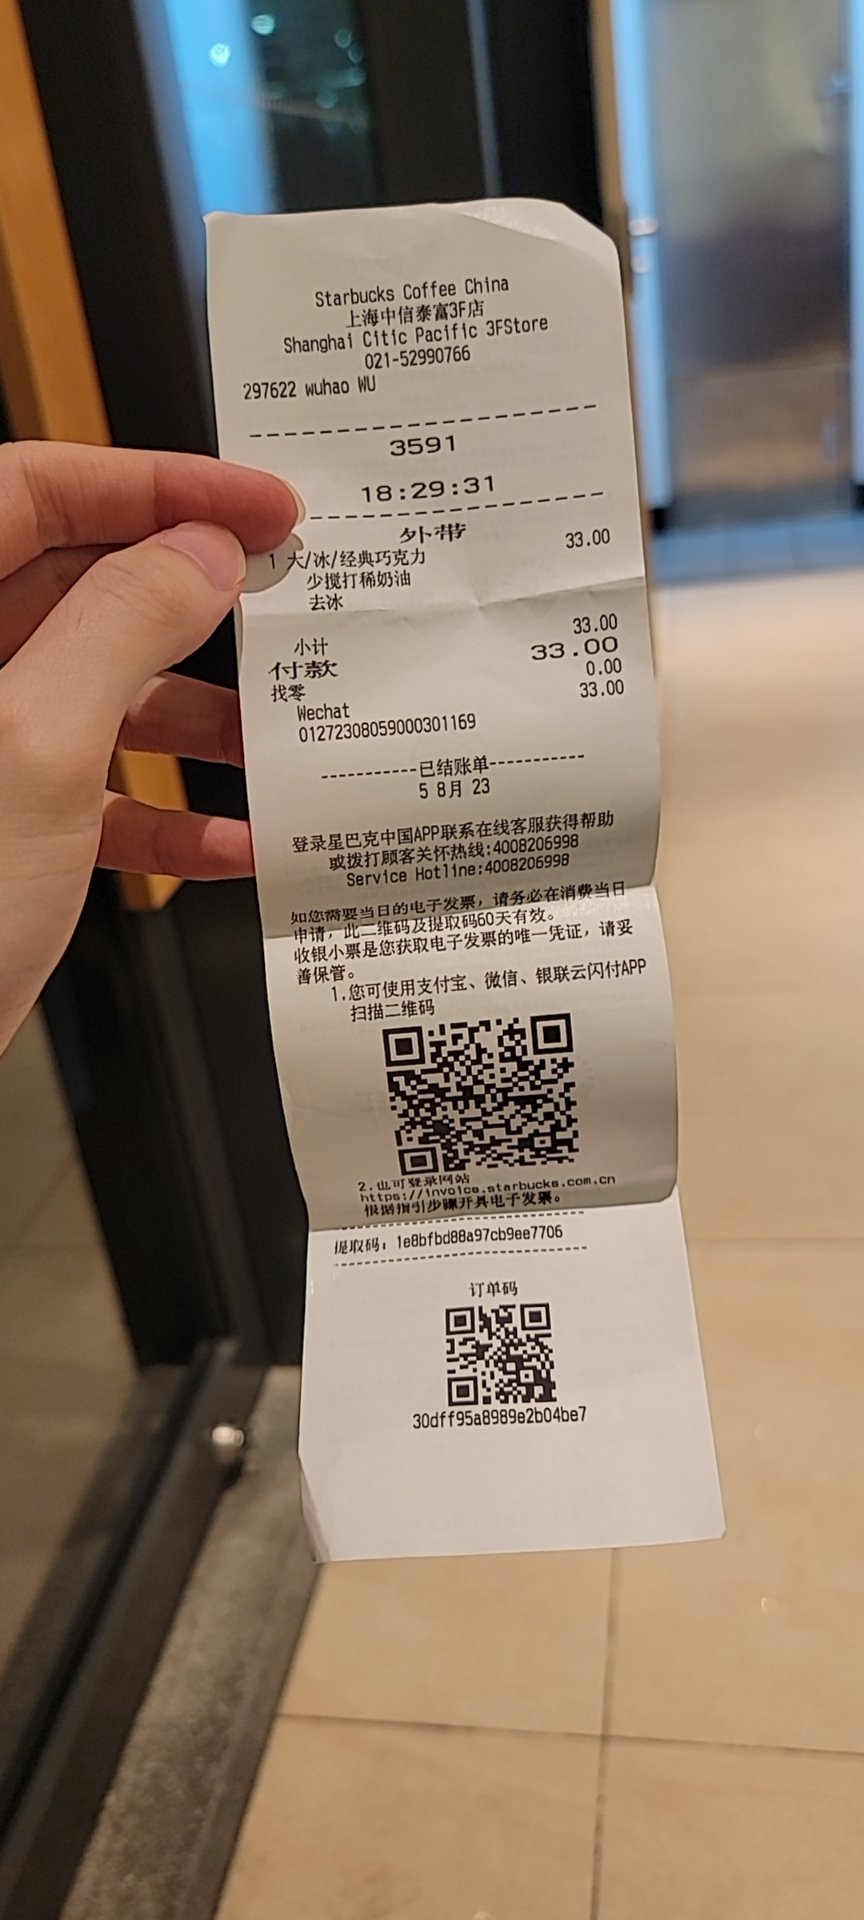 Starbucks Coffee China
上海中信泰富3F店
Shanghai Citic Pacific 3FStore
021-52990766
297622 wuhao WU
3591
18:29:31
外带
1 大/冰/经典巧克力 33.00
少搅打稀奶油
去冰
小计 33.00
付款 33.00
找零 0.00
Wechat 33.00
01272308059000301169
-----------已结账单-----------
5 8月 23
登录星巴克中国APP联系在线客服获得帮助
或拨打顾客关怀热线:4008206998
Service Hotline:4008206998
如您需要当日的电子发票，请务必在消费当日
申请，此二维码及提取码60天有效。
收银小票是您获取电子发票的唯一凭证，请妥
善保管。
1.您可使用支付宝、微信、银联云闪付APP
扫描二维码
2.也可登录网站
https://invoice.starbucks.com.cn
根据指引步骤开具电子发票。
提取码: 1e8bfbd88a97cb9ee7706
订单码
30dff95a8989e2b04be7